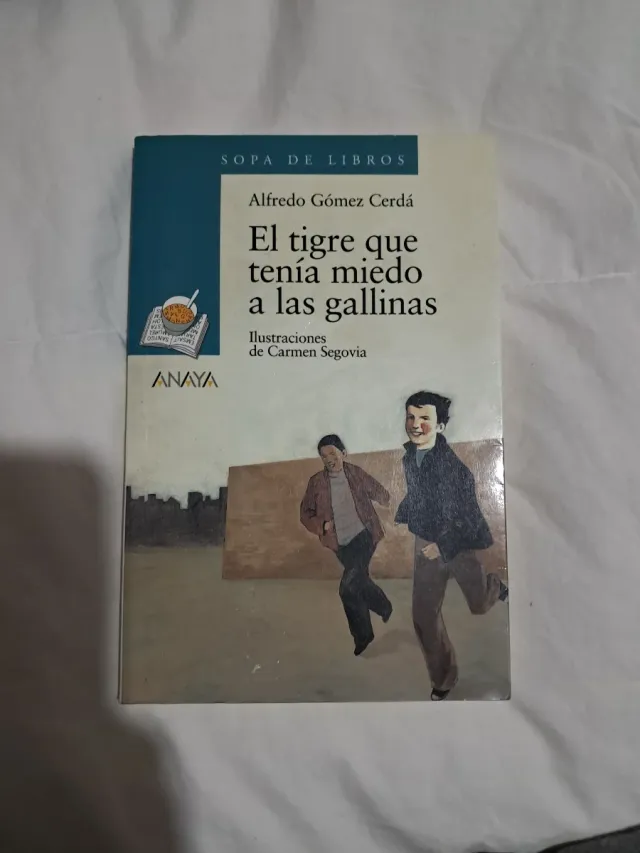 SOPA DE LIBROS
Alfredo Gómez Cerdá
El tigre que
tenía miedo
a las gallinas
Ilustraciones
de Carmen Segovia
ANAYA